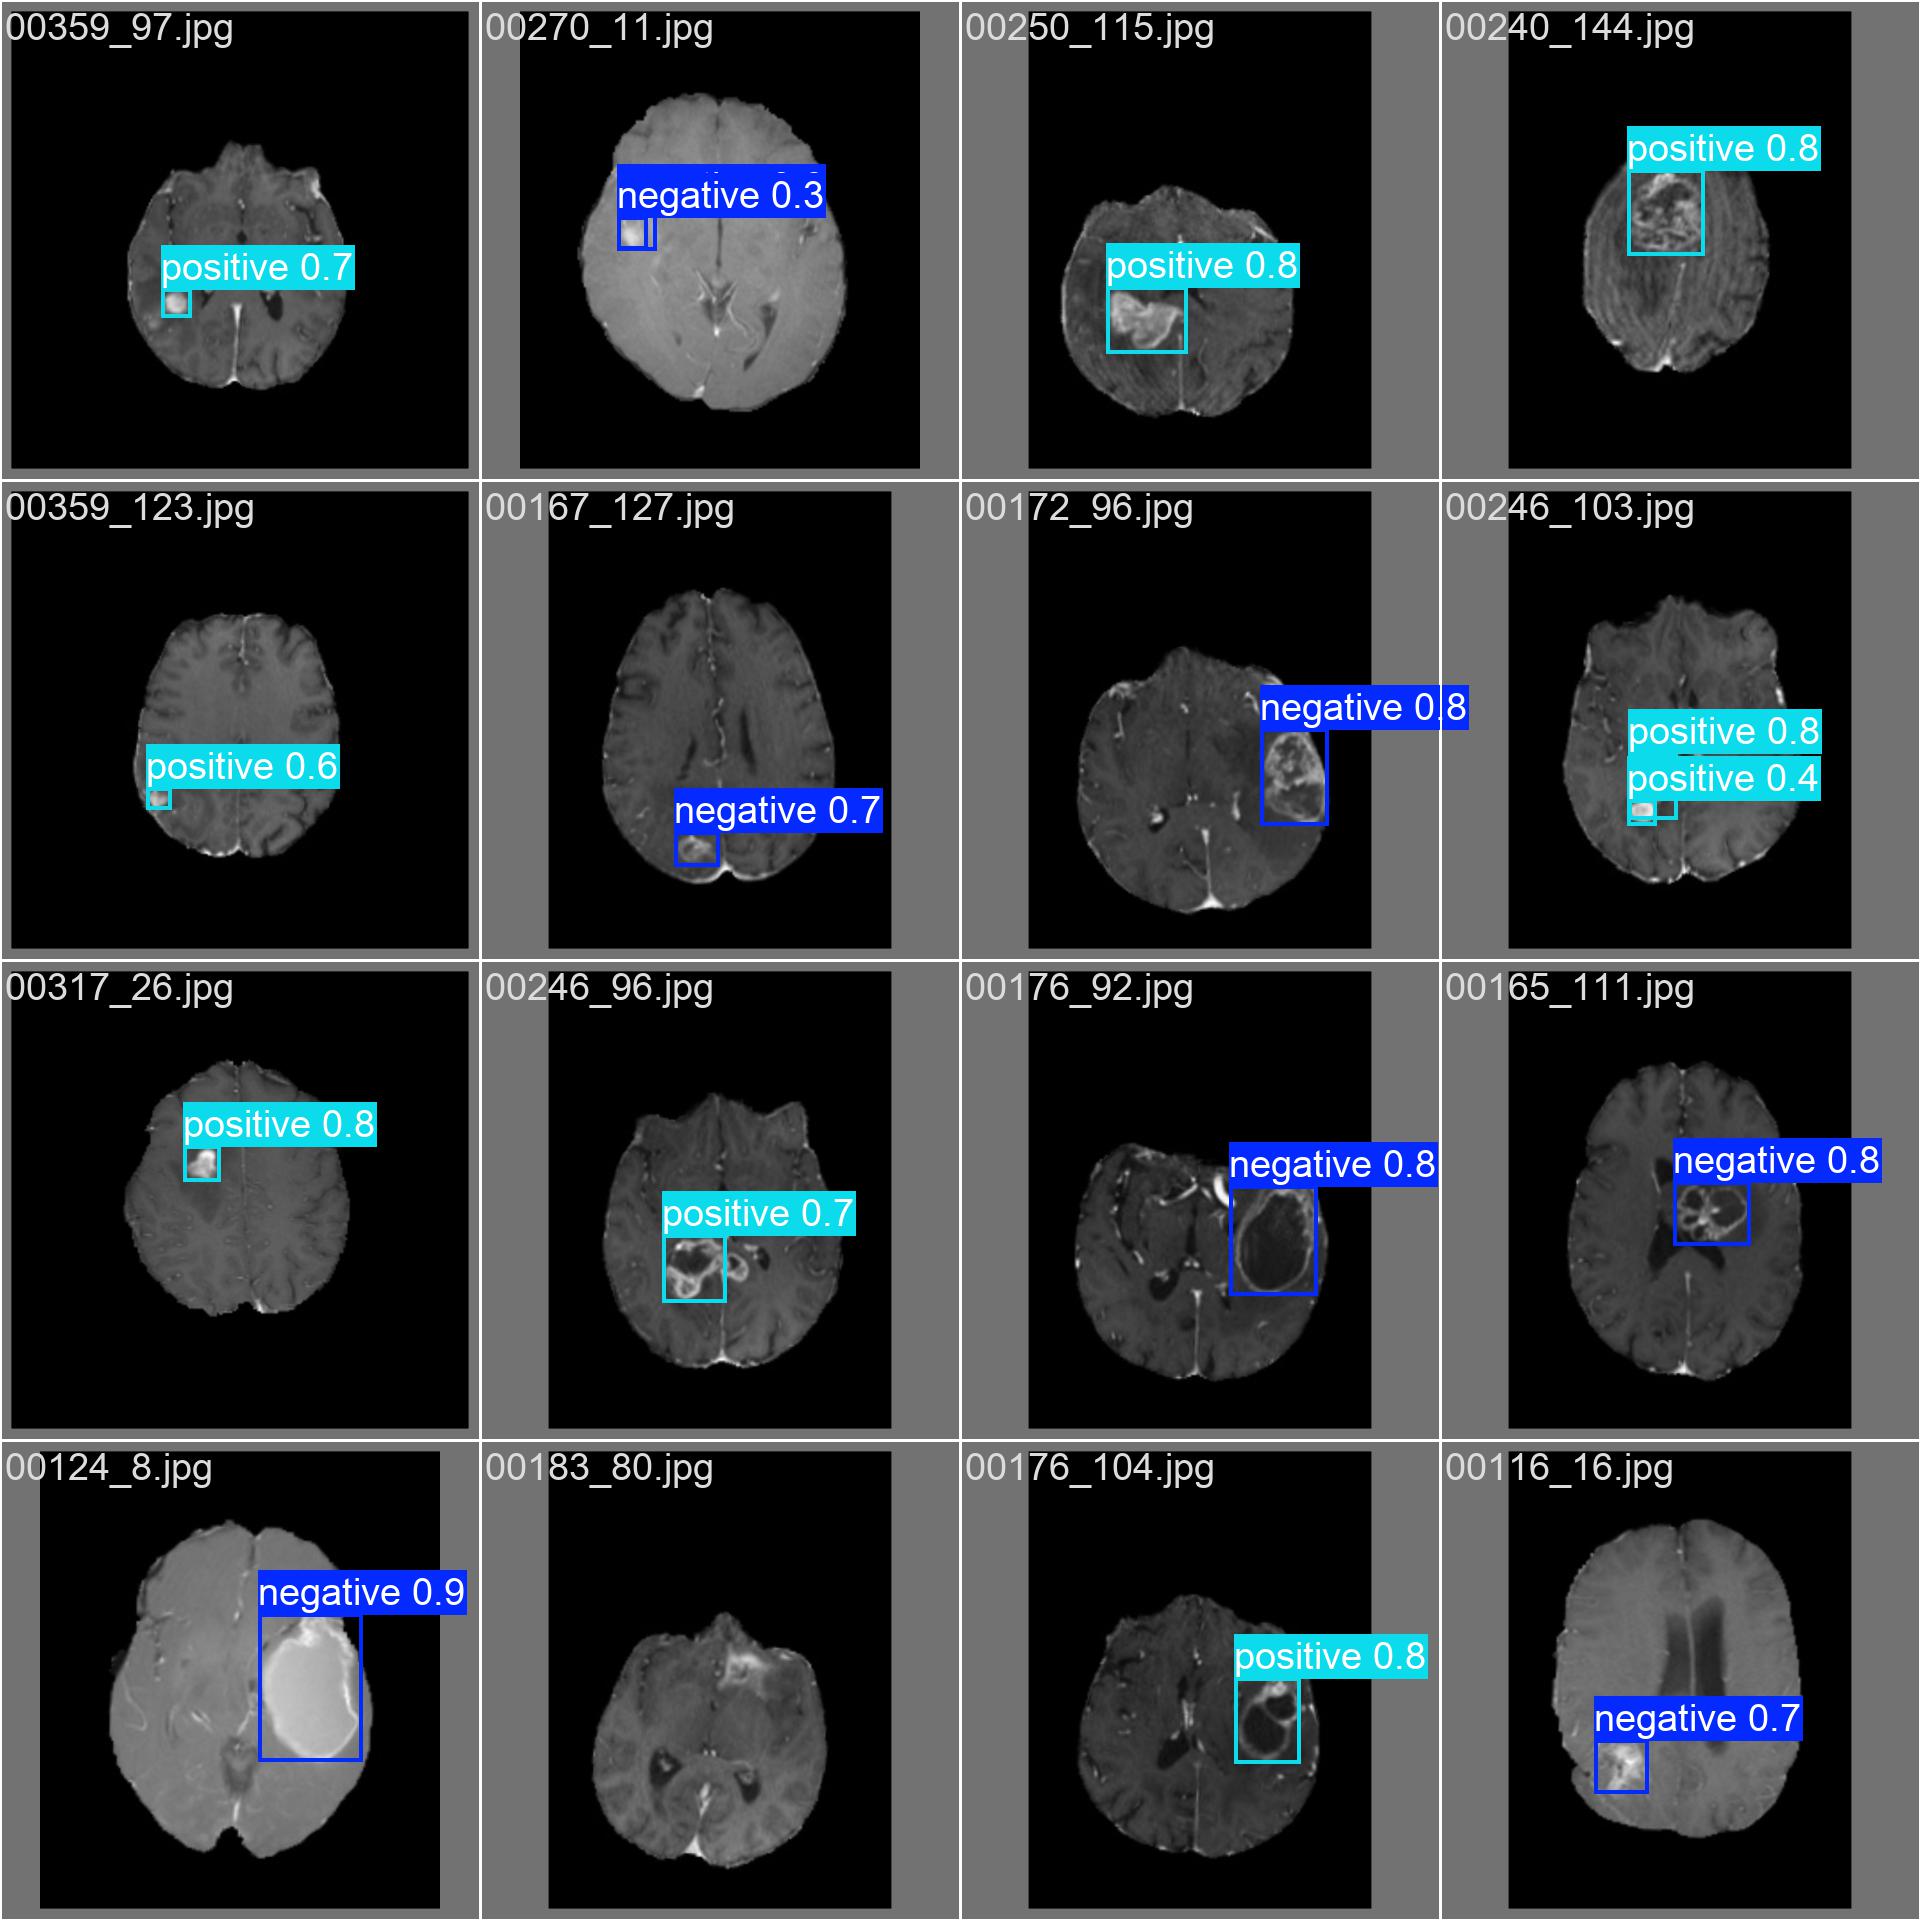 00359_97.jpg
positive 0.7
00270_11.jpg
negative 0.3
00250_115.jpg
positive 0.8
00240_144.jpg
positive 0.8
00359_123.jpg
positive 0.6
00167_127.jpg
negative 0.7
00172_96.jpg
negative 0.8
00246_103.jpg
positive 0.8
positive 0.4
00317_26.jpg
positive 0.8
00246_96.jpg
positive 0.7
00176_92.jpg
negative 0.8
00165_111.jpg
negative 0.8
00124_8.jpg
negative 0.9
00183_80.jpg
00176_104.jpg
positive 0.8
00116_16.jpg
negative 0.7